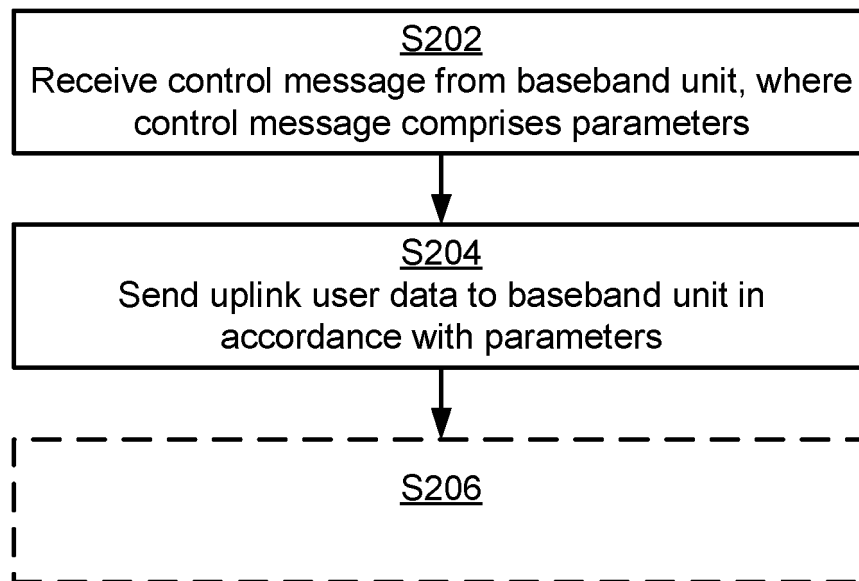 S202
Receive control message from baseband unit, where
control message comprises parameters
S204
Send uplink user data to baseband unit in
accordance with parameters
S206